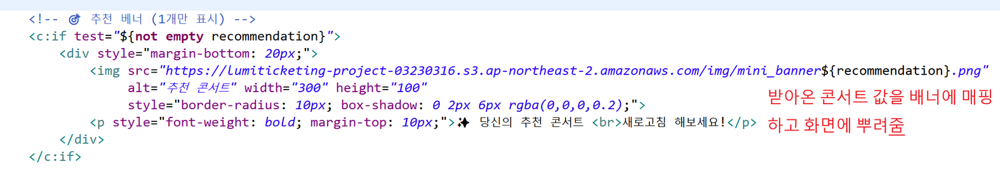 <!-- 🎯 추천 베너 (1개만 표시) -->
<c:if test="${not empty recommendation}">
<div style="margin-bottom: 20px;">
<img src="https://lumiticketing-project-03230316.s3.ap-northeast-2.amazonaws.com/img/mini_banner${recommendation}.png"
alt="추천 콘서트" width="300" height="100"
style="border-radius: 10px; box-shadow: 0 2px 6px rgba(0,0,0,0.2);">
받아온 콘서트 값을 배너에 매핑
<p style="font-weight: bold; margin-top: 10px;">✨ 당신의 추천 콘서트 <br>새로고침 해보세요!</p>
하고 화면에 뿌려줌
</div>
</c:if>